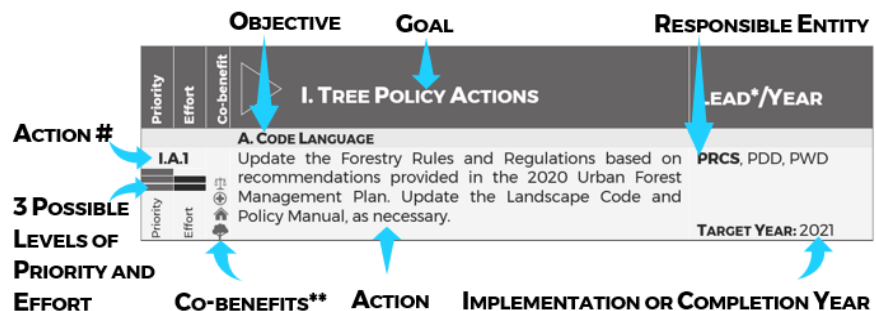 OBJECTIVE
GOAL
RESPONSIBLE ENTITY
Priority
Effort
Co-benefit
I. TREE POLICY ACTIONS
LEAD*/YEAR
ACTION #
A. CODE LANGUAGE
I.A.1
Update the Forestry Rules and Regulations based on
PRCS, PDD, PWD
recommendations provided in the 2020 Urban Forest
Management Plan. Update the Landscape Code and
Policy Manual, as necessary.
Priority
Effort
TARGET YEAR: 2021
3 POSSIBLE
LEVELS OF
PRIORITY AND
EFFORT
CO-BENEFITS**
ACTION
IMPLEMENTATION OR COMPLETION YEAR